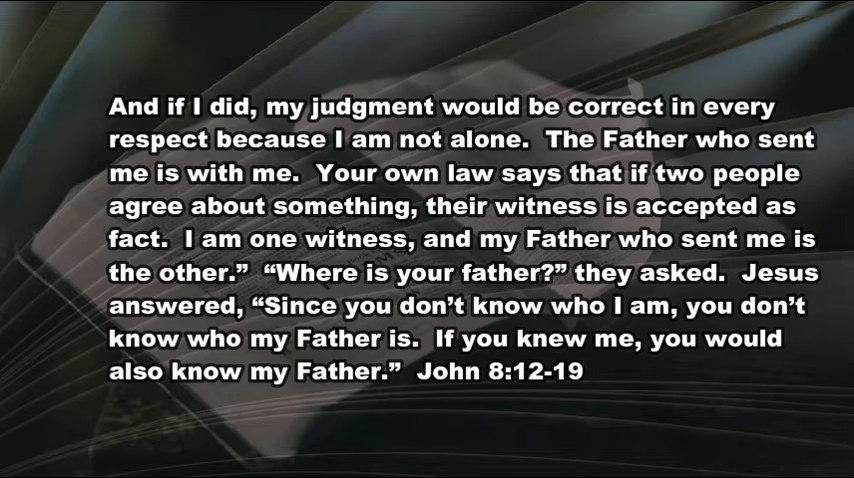 And if I did, my judgment would be correct in every
respect because I am not alone.  The Father who sent
me is with me.  Your own law says that if two people
agree about something, their witness is accepted as
fact.  I am one witness, and my Father who sent me is
the other.”  “Where is your father?” they asked.  Jesus
answered, “Since you don’t know who I am, you don’t
know who my Father is.  If you knew me, you would
also know my Father.”  John 8:12-19